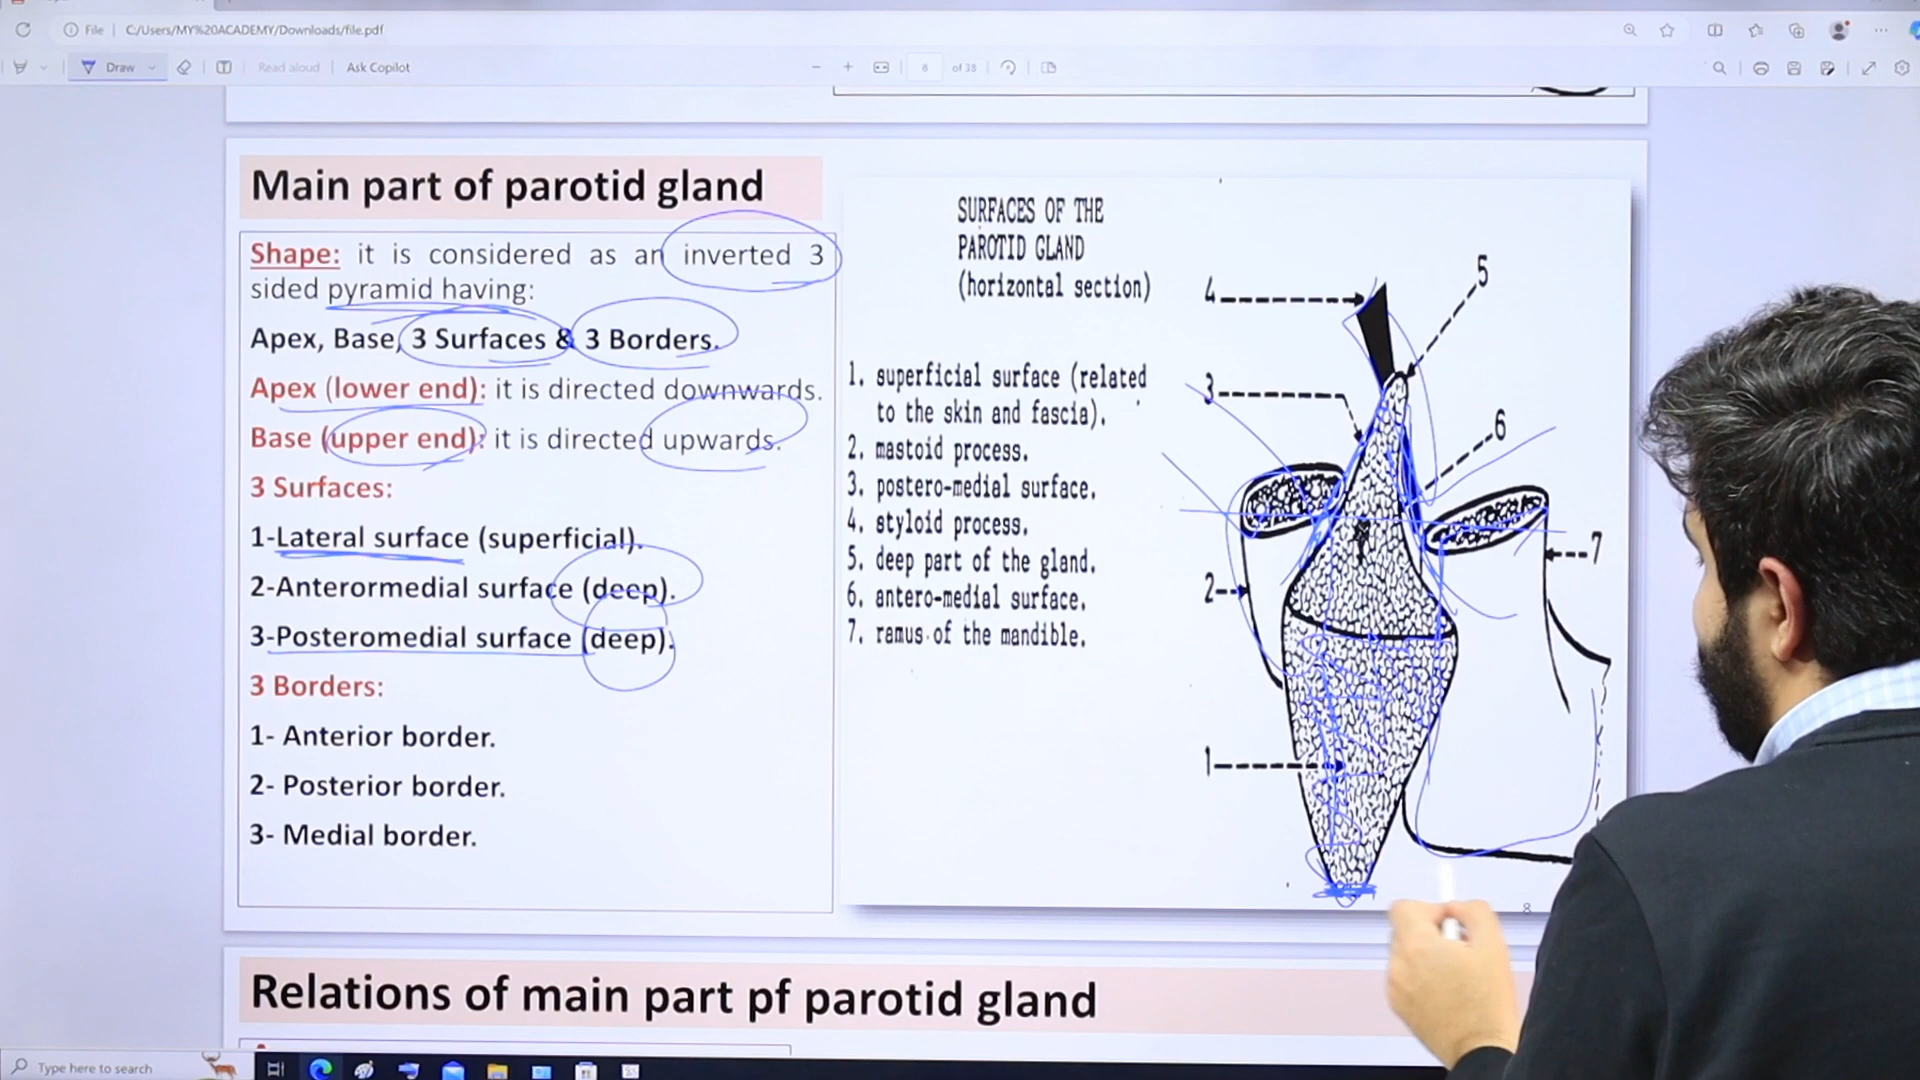 File
C:/Users/MY%20ACADEMY/Downloads/file.pdf
Draw
Read aloud
Ask Copilot
8
of 38
Main part of parotid gland
Shape: it is considered as an inverted 3
sided pyramid having:
Apex, Base, 3 Surfaces & 3 Borders.
Apex (lower end): it is directed downwards.
Base (upper end): it is directed upwards.
3 Surfaces:
1-Lateral surface (superficial).
2-Anterormedial surface (deep).
3-Posteromedial surface (deep).
3 Borders:
1- Anterior border.
2- Posterior border.
3- Medial border.
SURFACES OF THE
PAROTID GLAND
(horizontal section)
1. superficial surface (related
to the skin and fascia).
2. mastoid process.
3. postero-medial surface.
4. styloid process.
5. deep part of the gland.
6. antero-medial surface.
7. ramus of the mandible.
4
5
3
6
7
2
1
8
Relations of main part pf parotid gland
Type here to search